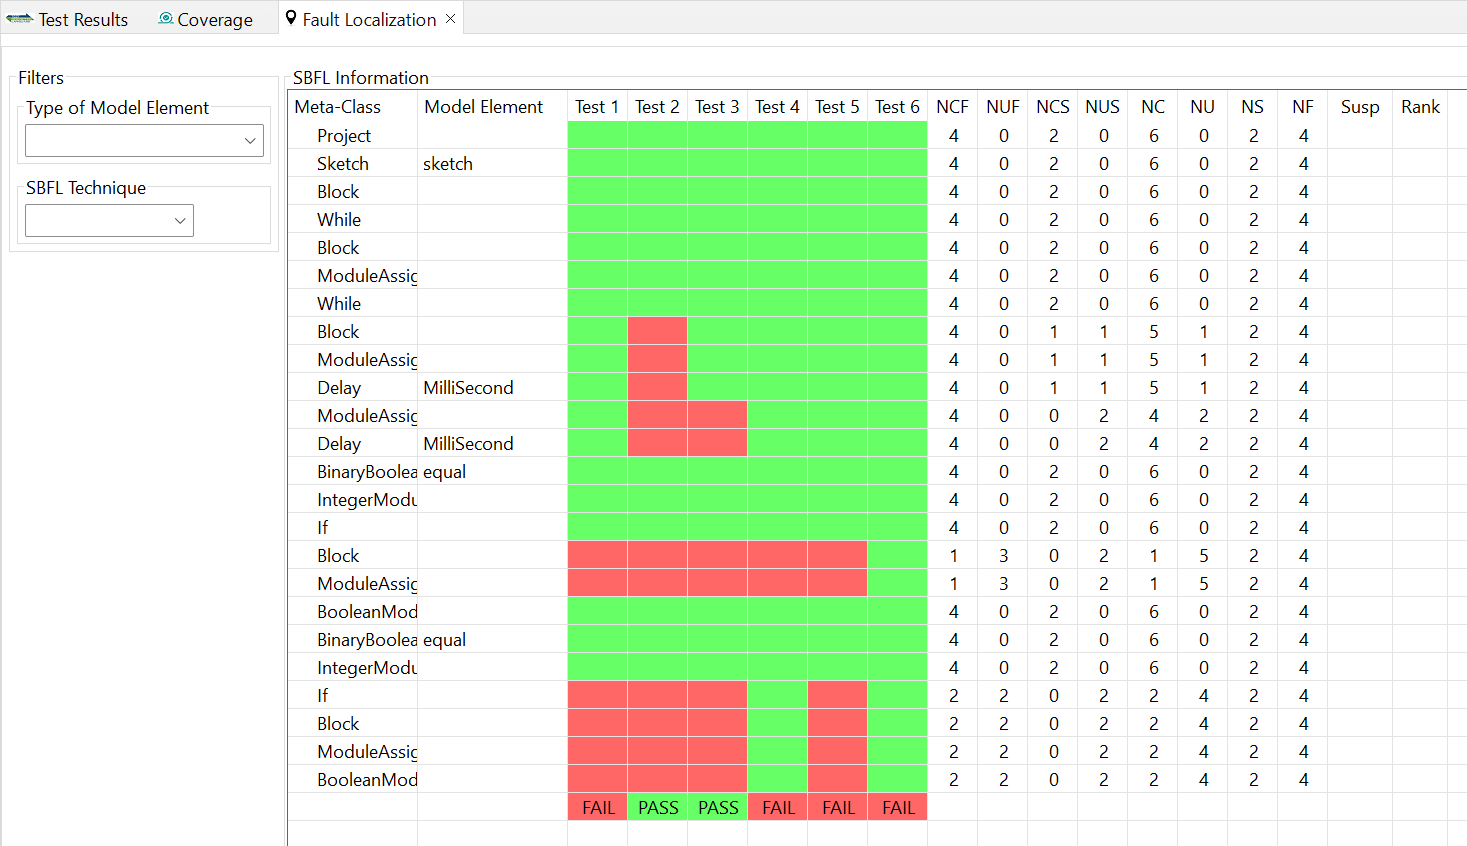 Test Results Coverage Fault Localization
Filters
Type of Model Element
SBFL Technique
SBFL Information
Meta-Class Model Element Test 1 Test 2 Test 3 Test 4 Test 5 Test 6 NCF NUF NCS NUS NC NU NS NF Susp Rank
Project 4 0 2 0 6 0 2 4
Sketch sketch 4 0 2 0 6 0 2 4
Block 4 0 2 0 6 0 2 4
While 4 0 2 0 6 0 2 4
Block 4 0 2 0 6 0 2 4
ModuleAssig 4 0 2 0 6 0 2 4
While 4 0 2 0 6 0 2 4
Block 4 0 1 1 5 1 2 4
ModuleAssig 4 0 1 1 5 1 2 4
Delay MilliSecond 4 0 1 1 5 1 2 4
ModuleAssig 4 0 0 2 4 2 2 4
Delay MilliSecond 4 0 0 2 4 2 2 4
BinaryBoolea equal 4 0 2 0 6 0 2 4
IntegerModu 4 0 2 0 6 0 2 4
If 4 0 2 0 6 0 2 4
Block 1 3 0 2 1 5 2 4
ModuleAssig 1 3 0 2 1 5 2 4
BooleanMod 4 0 2 0 6 0 2 4
BinaryBoolea equal 4 0 2 0 6 0 2 4
IntegerModu 4 0 2 0 6 0 2 4
If 2 2 0 2 2 4 2 4
Block 2 2 0 2 2 4 2 4
ModuleAssig 2 2 0 2 2 4 2 4
BooleanMod 2 2 0 2 2 4 2 4
FAIL PASS PASS FAIL FAIL FAIL